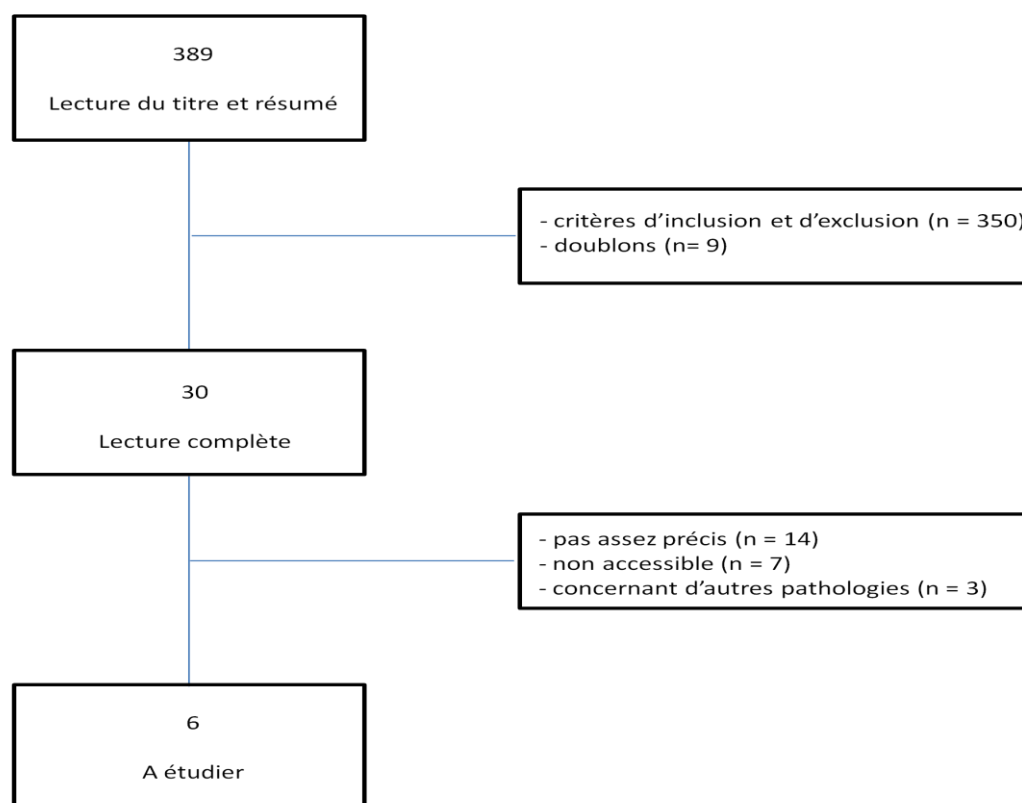 389
Lecture du titre et résumé
- critères d'inclusion et d'exclusion (n = 350)
- doublons (n= 9)
30
Lecture complète
- pas assez précis (n = 14)
- non accessible (n = 7)
- concernant d'autres pathologies (n = 3)
6
A étudier